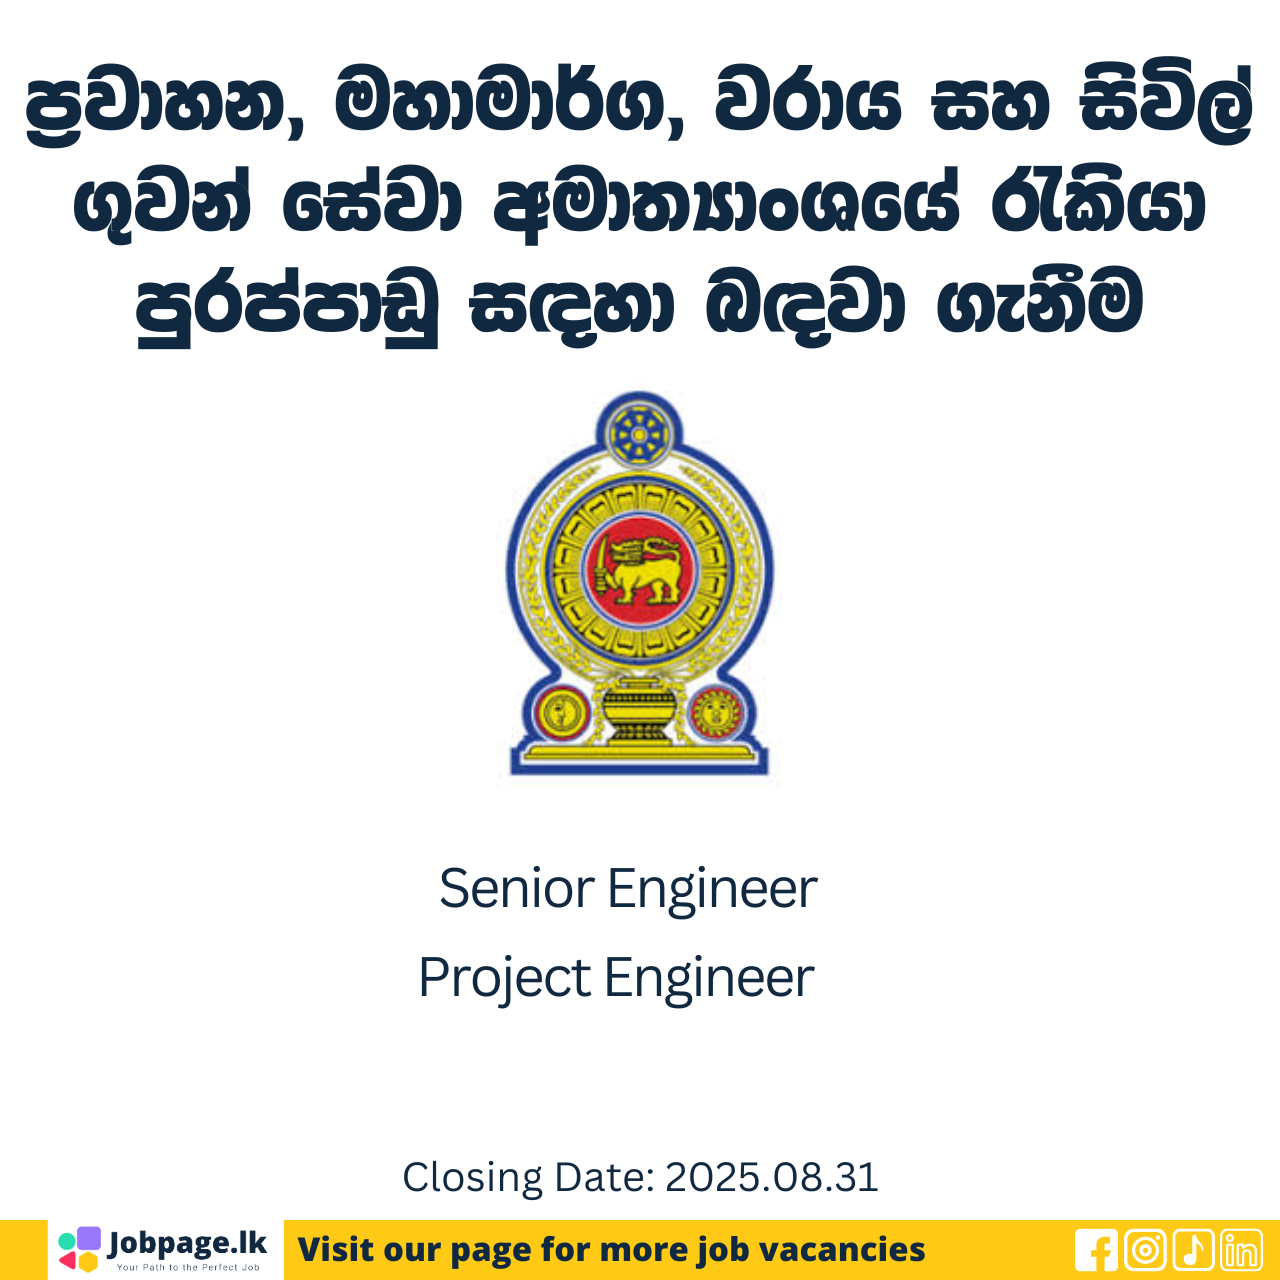 ප්‍රවාහන, මහාමාර්ග, වරාය සහ සිවිල්
ගුවන් සේවා අමාත්‍යාංශයේ රැකියා
පුරප්පාඩු සඳහා බඳවා ගැනීම
Senior Engineer
Project Engineer
Closing Date: 2025.08.31
Jobpage.lk
Your Path to the Perfect Job
Visit our page for more job vacancies